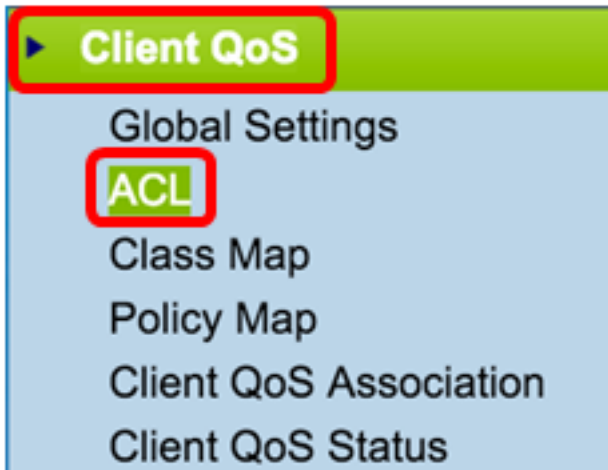 Client QoS
Global Settings
ACL
Class Map
Policy Map
Client QoS Association
Client QoS Status